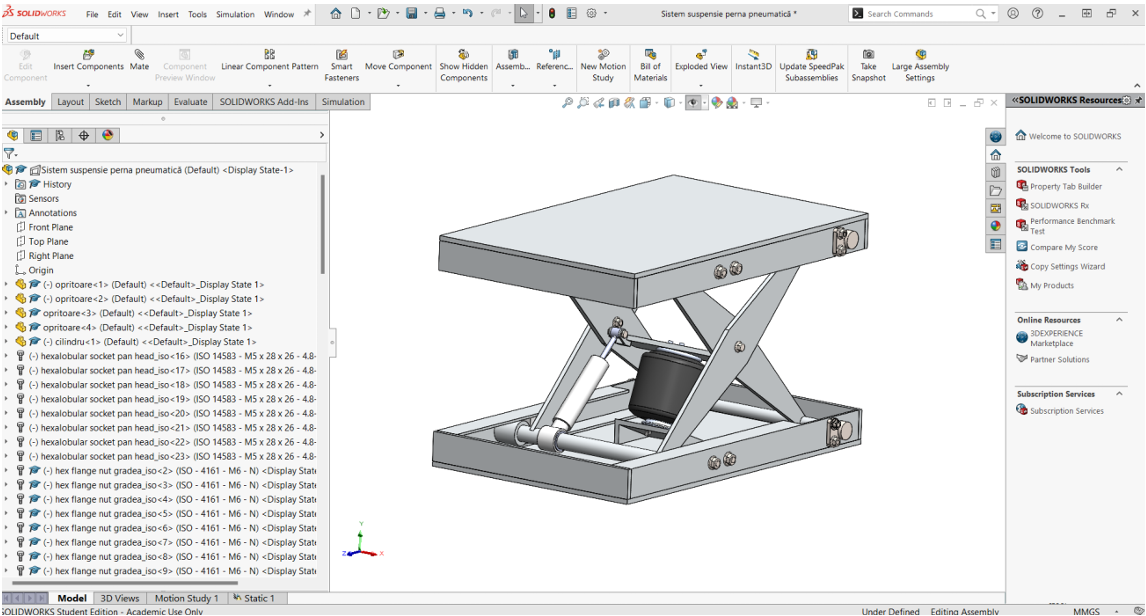 SOLIDWORKS File Edit View Insert Tools Simulation Window Sistem suspensie perna pneumatică * Search Commands
Default
Edit Component
Insert Components
Mate
Component Preview Window
Linear Component Pattern
Smart Fasteners
Move Component
Show Hidden Components
Assemb...
Referenc...
New Motion Study
Bill of Materials
Exploded View
Instant3D
Update SpeedPak Subassemblies
Take Snapshot
Large Assembly Settings
Assembly Layout Sketch Markup Evaluate SOLIDWORKS Add-Ins Simulation
Sistem suspensie perna pneumatică (Default) <Display State-1>
History
Sensors
Annotations
Front Plane
Top Plane
Right Plane
Origin
(-) opritoare<1> (Default) <<Default>_Display State 1>
(-) opritoare<2> (Default) <<Default>_Display State 1>
opritoare<3> (Default) <<Default>_Display State 1>
opritoare<4> (Default) <<Default>_Display State 1>
(-) cilindru<1> (Default) <<Default>_Display State 1>
(-) hexalobular socket pan head_iso<16> (ISO 14583 - M5 x 28 x 26 - 4.8-
(-) hexalobular socket pan head_iso<17> (ISO 14583 - M5 x 28 x 26 - 4.8-
(-) hexalobular socket pan head_iso<18> (ISO 14583 - M5 x 28 x 26 - 4.8-
(-) hexalobular socket pan head_iso<19> (ISO 14583 - M5 x 28 x 26 - 4.8-
(-) hexalobular socket pan head_iso<20> (ISO 14583 - M5 x 28 x 26 - 4.8-
(-) hexalobular socket pan head_iso<21> (ISO 14583 - M5 x 28 x 26 - 4.8-
(-) hexalobular socket pan head_iso<22> (ISO 14583 - M5 x 28 x 26 - 4.8-
(-) hexalobular socket pan head_iso<23> (ISO 14583 - M5 x 28 x 26 - 4.8-
(-) hex flange nut gradea_iso<2> (ISO - 4161 - M6 - N) <Display State
(-) hex flange nut gradea_iso<3> (ISO - 4161 - M6 - N) <Display State
(-) hex flange nut gradea_iso<4> (ISO - 4161 - M6 - N) <Display State
(-) hex flange nut gradea_iso<5> (ISO - 4161 - M6 - N) <Display State
(-) hex flange nut gradea_iso<6> (ISO - 4161 - M6 - N) <Display State
(-) hex flange nut gradea_iso<7> (ISO - 4161 - M6 - N) <Display State
(-) hex flange nut gradea_iso<8> (ISO - 4161 - M6 - N) <Display State
(-) hex flange nut gradea_iso<9> (ISO - 4161 - M6 - N) <Display State
Y
Z X
SOLIDWORKS Resources
Welcome to SOLIDWORKS
SOLIDWORKS Tools
Property Tab Builder
SOLIDWORKS Rx
Performance Benchmark
Test
Compare My Score
Copy Settings Wizard
My Products
Online Resources
3DEXPERIENCE
Marketplace
Partner Solutions
Subscription Services
Subscription Services
Model 3D Views Motion Study 1 Static 1
SOLIDWORKS Student Edition - Academic Use Only Under Defined Editing Assembly MMGS